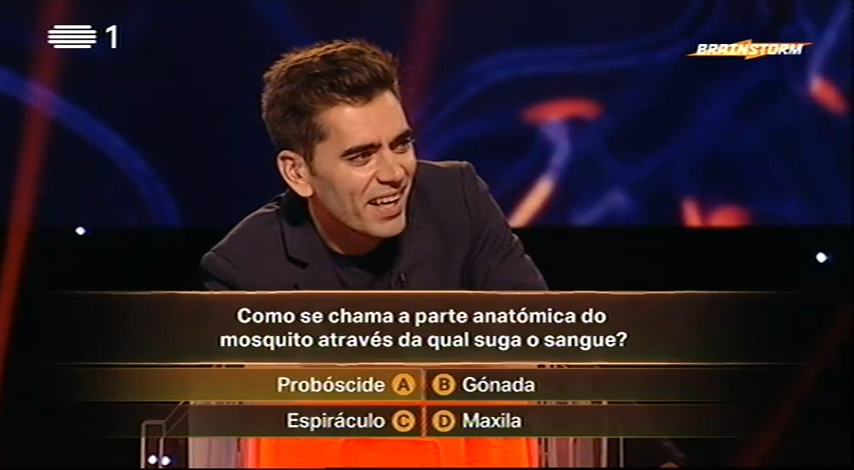 1
BRAINSTORM
Como se chama a parte anatómica do
mosquito através da qual suga o sangue?
Probóscide A B Gónada
Espiráculo C D Maxila